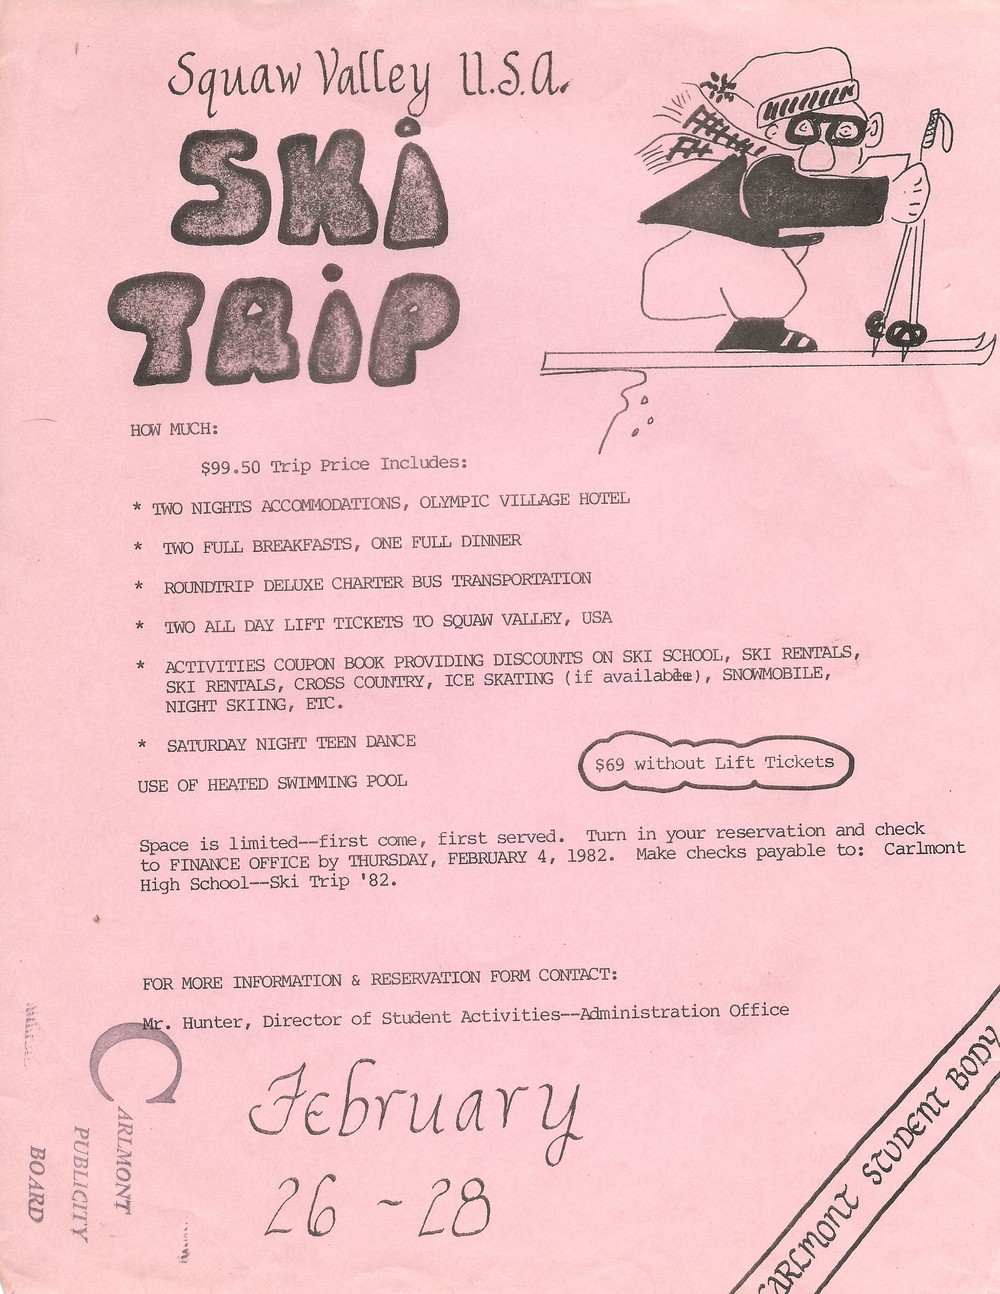 Squaw Valley U.S.A.
SKi
TRiP
HOW MUCH:
$99.50 Trip Price Includes:
* TWO NIGHTS ACCOMMODATIONS, OLYMPIC VILLAGE HOTEL
* TWO FULL BREAKFASTS, ONE FULL DINNER
* ROUNDTRIP DELUXE CHARTER BUS TRANSPORTATION
* TWO ALL DAY LIFT TICKETS TO SQUAW VALLEY, USA
* ACTIVITIES COUPON BOOK PROVIDING DISCOUNTS ON SKI SCHOOL, SKI RENTALS,
SKI RENTALS, CROSS COUNTRY, ICE SKATING (if available), SNOWMOBILE,
NIGHT SKIING, ETC.
* SATURDAY NIGHT TEEN DANCE
$69 without Lift Tickets
USE OF HEATED SWIMMING POOL
Space is limited--first come, first served. Turn in your reservation and check
to FINANCE OFFICE by THURSDAY, FEBRUARY 4, 1982. Make checks payable to: Carlmont
High School--Ski Trip '82.
FOR MORE INFORMATION & RESERVATION FORM CONTACT:
Mr. Hunter, Director of Student Activities--Administration Office
February
26 - 28
CARLMONT
PUBLICITY
BOARD
CARLMONT STUDENT BODY